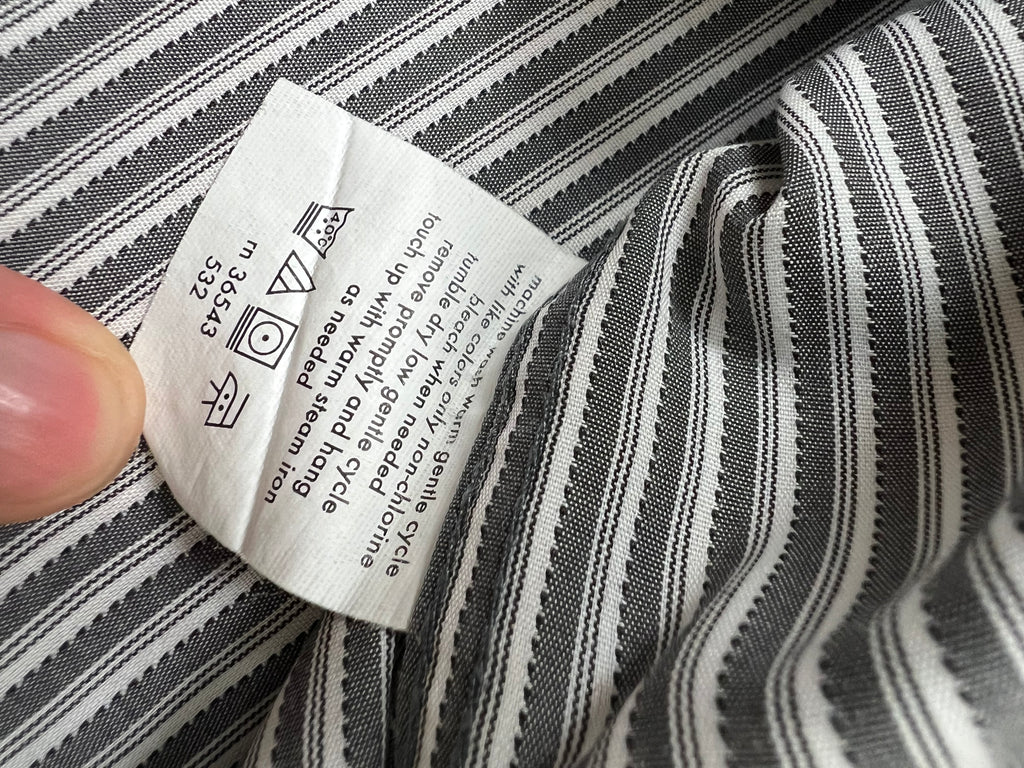 machine wash warm gentle cycle
with like colors only non-chlorine
bleach when needed
tumble dry low gentle cycle
remove promptly and hang
touch up with warm steam iron
as needed
40°C
m 36543
532